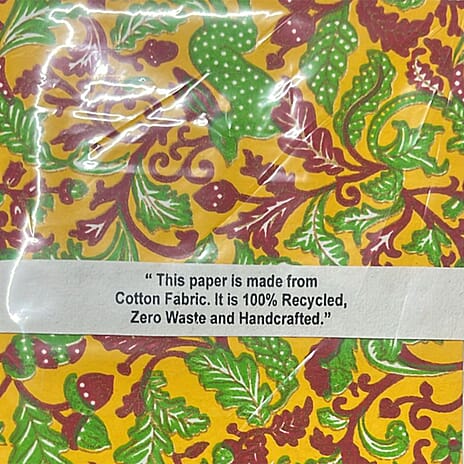 “ This paper is made from
Cotton Fabric. It is 100% Recycled,
Zero Waste and Handcrafted.”